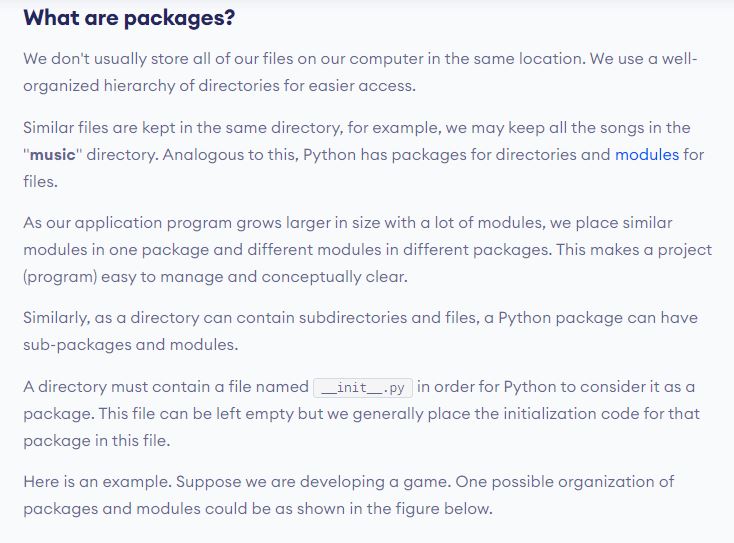 What are packages?
We don't usually store all of our files on our computer in the same location. We use a well-
organized hierarchy of directories for easier access.
Similar files are kept in the same directory, for example, we may keep all the songs in the
"music" directory. Analogous to this, Python has packages for directories and modules for
files.
As our application program grows larger in size with a lot of modules, we place similar
modules in one package and different modules in different packages. This makes a project
(program) easy to manage and conceptually clear.
Similarly, as a directory can contain subdirectories and files, a Python package can have
sub-packages and modules.
A directory must contain a file named __init__.py in order for Python to consider it as a
package. This file can be left empty but we generally place the initialization code for that
package in this file.
Here is an example. Suppose we are developing a game. One possible organization of
packages and modules could be as shown in the figure below.